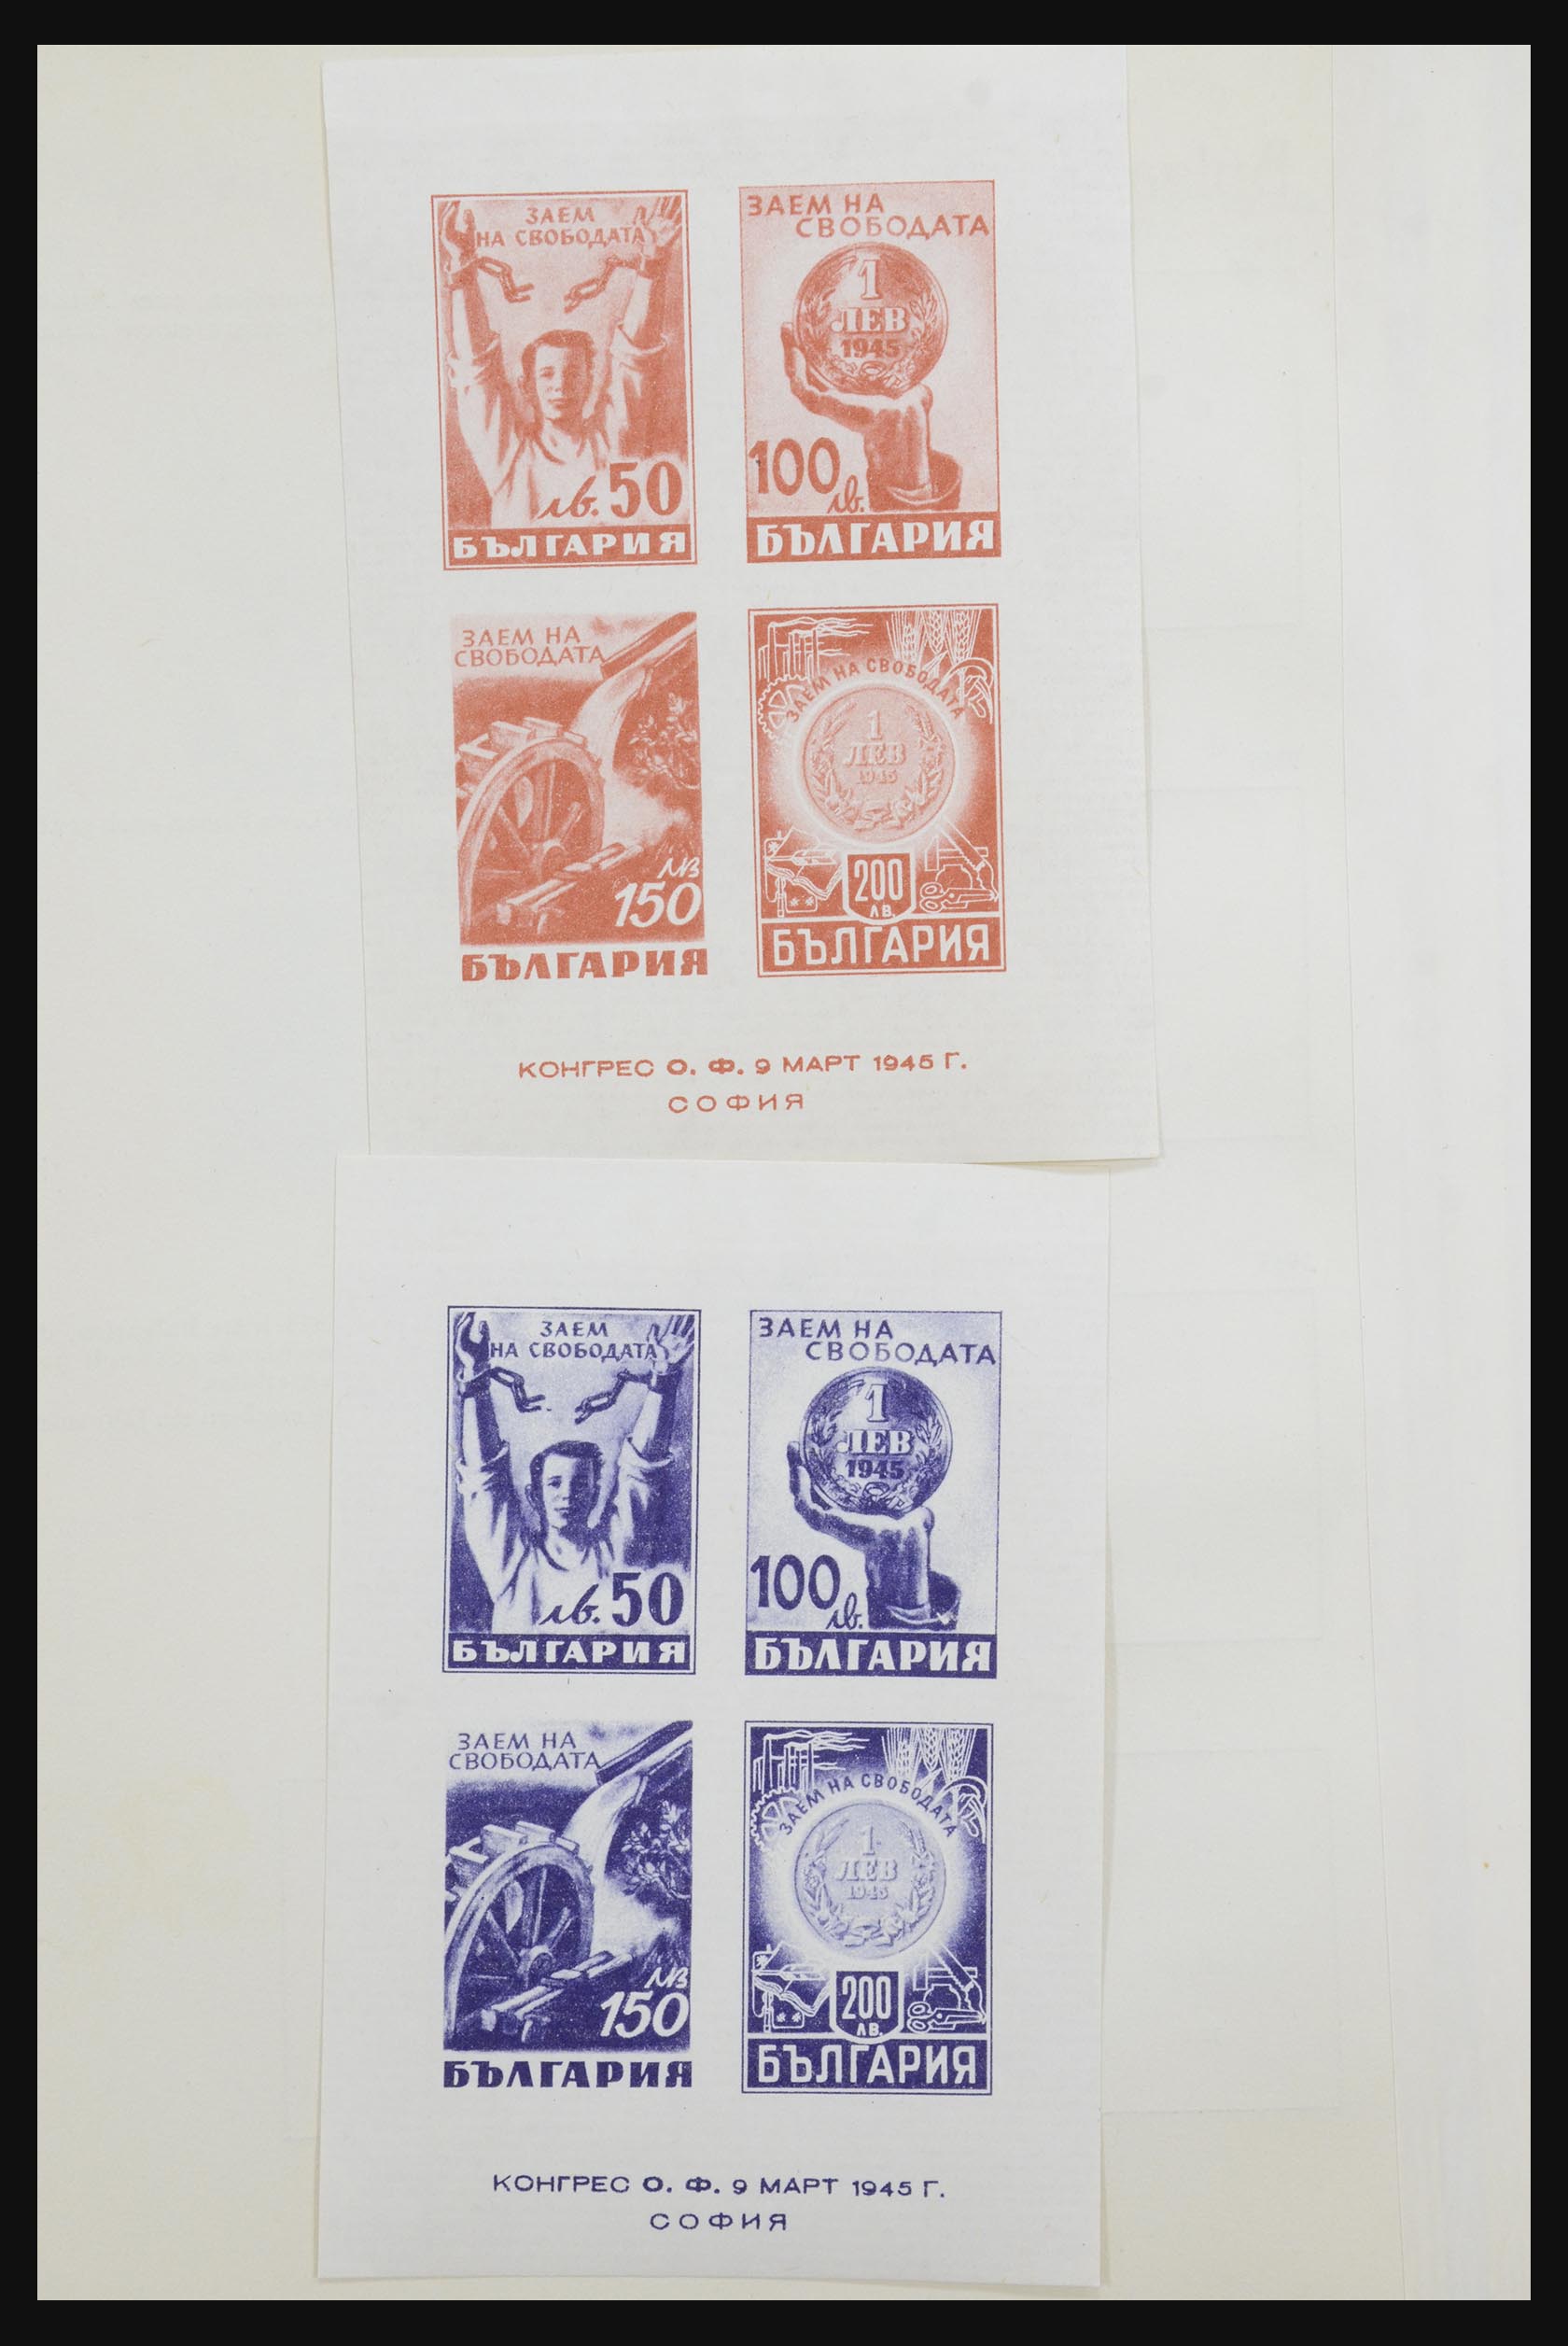 ЗАЕМ
НА СВОБОДАТА
лв. 50
БЪЛГАРИЯ
ЗАЕМ НА
СВОБОДАТА
1
ЛЕВ
1945
100 лв.
БЪЛГАРИЯ
ЗАЕМ НА
СВОБОДАТА
ЛВ
150
БЪЛГАРИЯ
ЗАЕМ НА СВОБОДАТА
1
ЛЕВ
1945
200
ЛВ.
БЪЛГАРИЯ
КОНГРЕС О. Ф. 9 МАРТ 1945 Г.
СОФИЯ
ЗАЕМ
НА СВОБОДАТА
лв. 50
БЪЛГАРИЯ
ЗАЕМ НА
СВОБОДАТА
1
ЛЕВ
1945
100 лв.
БЪЛГАРИЯ
ЗАЕМ НА
СВОБОДАТА
ЛВ
150
БЪЛГАРИЯ
ЗАЕМ НА СВОБОДАТА
1
ЛЕВ
1945
200
ЛВ.
БЪЛГАРИЯ
КОНГРЕС О. Ф. 9 МАРТ 1945 Г.
СОФИЯ